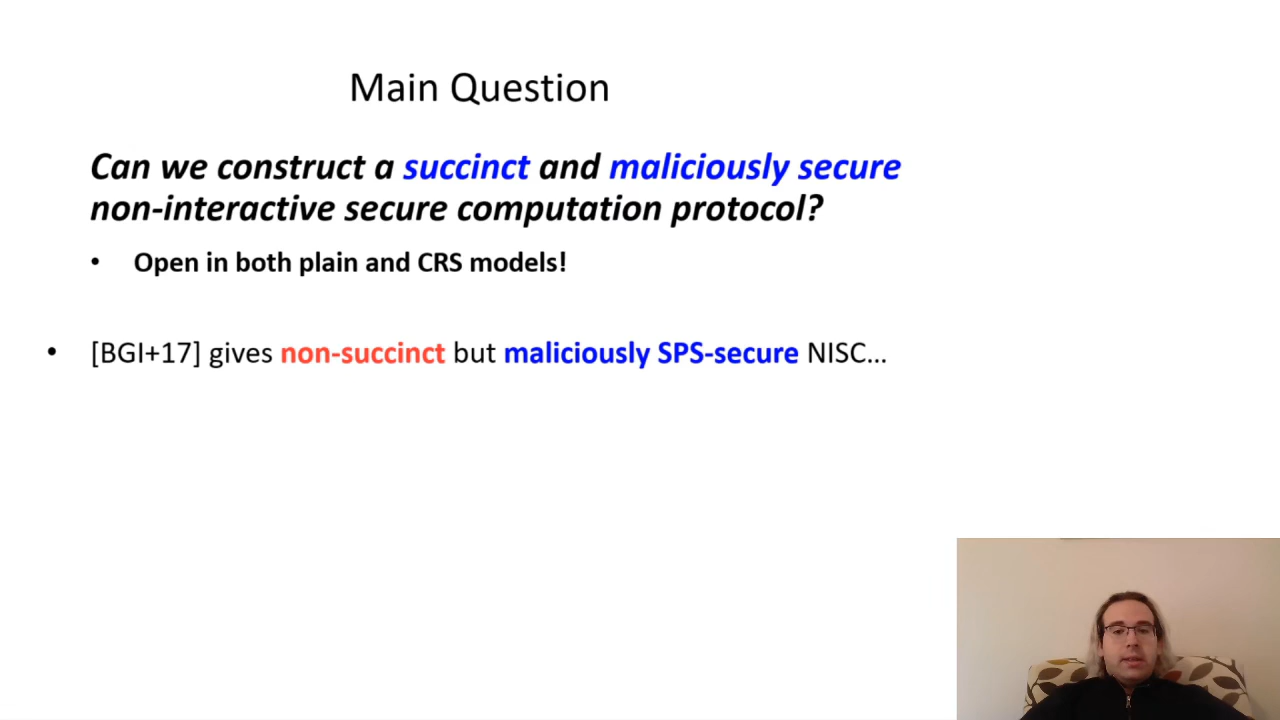 Main Question
Can we construct a succinct and maliciously secure
non-interactive secure computation protocol?
• Open in both plain and CRS models!
• [BGI+17] gives non-succinct but maliciously SPS-secure NISC...